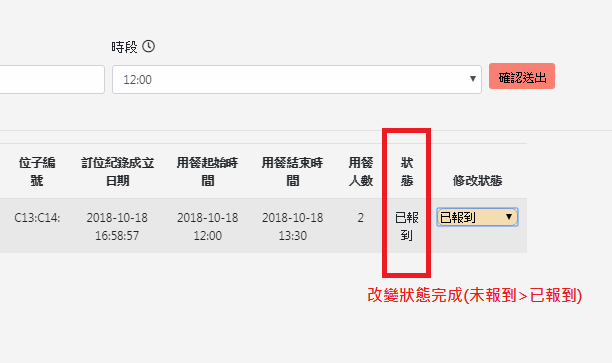 時段
12:00
確認送出
位子編
號
訂位紀錄成立
日期
用餐起始時
間
用餐結束時
間
用餐
人數
狀
態
修改狀態
C13:C14:
2018-10-18
16:58:57
2018-10-18
12:00
2018-10-18
13:30
2
已報
到
已報到
改變狀態完成(未報到>已報到)